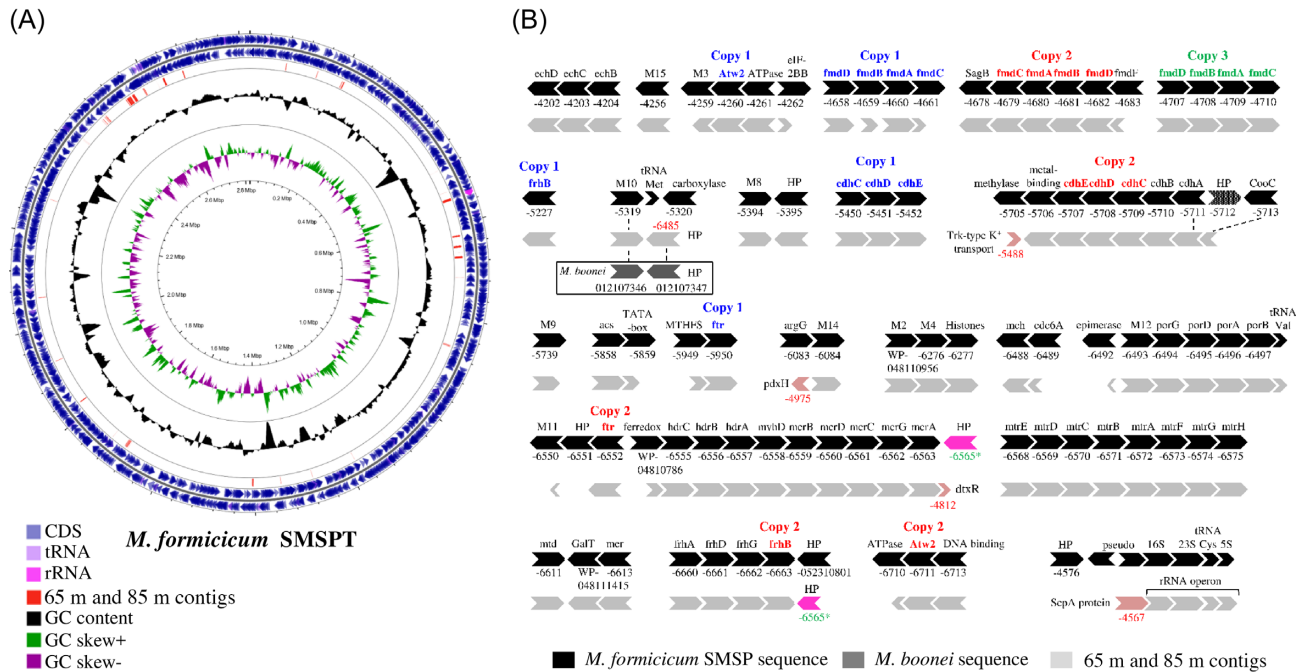 (A)
2.8 Mbp
0.2 Mbp
0.4 Mbp
0.6 Mbp
0.8 Mbp
1.0 Mbp
1.2 Mbp
1.4 Mbp
1.6 Mbp
1.8 Mbp
2.0 Mbp
2.2 Mbp
2.4 Mbp
2.6 Mbp
M. formicicum SMSPT
CDS
tRNA
rRNA
65 m and 85 m contigs
GC content
GC skew+
GC skew-
(B)
Copy 1 Copy 1 Copy 2 Copy 3
eIF-
echD echC echB M15 M3 Atw2 ATPase 2BB fmdD fmdB fmdA fmdC SagB fmdC fmdA fmdB fmdD fmdF fmdD fmdB fmdA fmdC
-4202 -4203 -4204 -4256 -4259 -4260 -4261 -4262 -4658 -4659 -4660 -4661 -4678 -4679 -4680 -4681 -4682 -4683 -4707 -4708 -4709 -4710
Copy 1 tRNA Copy 1 metal- Copy 2
frhB M10 Met carboxylase M8 HP cdhC cdhD cdhE methylase binding cdhE cdhD cdhC cdhB cdhA HP CooC
-5227 -5319 -5320 -5394 -5395 -5450 -5451 -5452 -5705 -5706 -5707 -5708 -5709 -5710 -5711 -5712 -5713
-6485
HP Trk-type K+
transport -5488
M. boonei HP
012107346 012107347
Copy 1
TATA tRNA
M9 acs -box MTHFS ftr argG M14 M2 M4 Histones mch cdc6A epimerase M12 porG porD porA porB Val
-5739 -5858 -5859 -5949 -5950 -6083 -6084 WP- -6276 -6277 -6488 -6489 -6492 -6493 -6494 -6495 -6496 -6497
048110956
pdxH
-4975
Copy 2
M11 HP ftr ferredox hdrC hdrB hdrA mvhD mcrB mcrD mcrC mcrG mcrA HP mtrE mtrD mtrC mtrB mtrA mtrF mtrG mtrH
-6550 -6551 -6552 WP- -6555 -6556 -6557 -6558 -6559 -6560 -6561 -6562 -6563 -6565* -6568 -6569 -6570 -6571 -6572 -6573 -6574 -6575
04810786
dtxR
-4812
Copy 2 Copy 2 tRNA
mtd GalT mer frhA frhD frhG frhB HP ATPase Atw2 DNA binding HP pseudo 16S 23S Cys 5S
-6611 WP- -6613 -6660 -6661 -6662 -6663 -052310801 -6710 -6711 -6713 -4576
048111415
HP ScpA protein rRNA operon
-6565* -4567
M. formicicum SMSP sequence M. boonei sequence 65 m and 85 m contigs